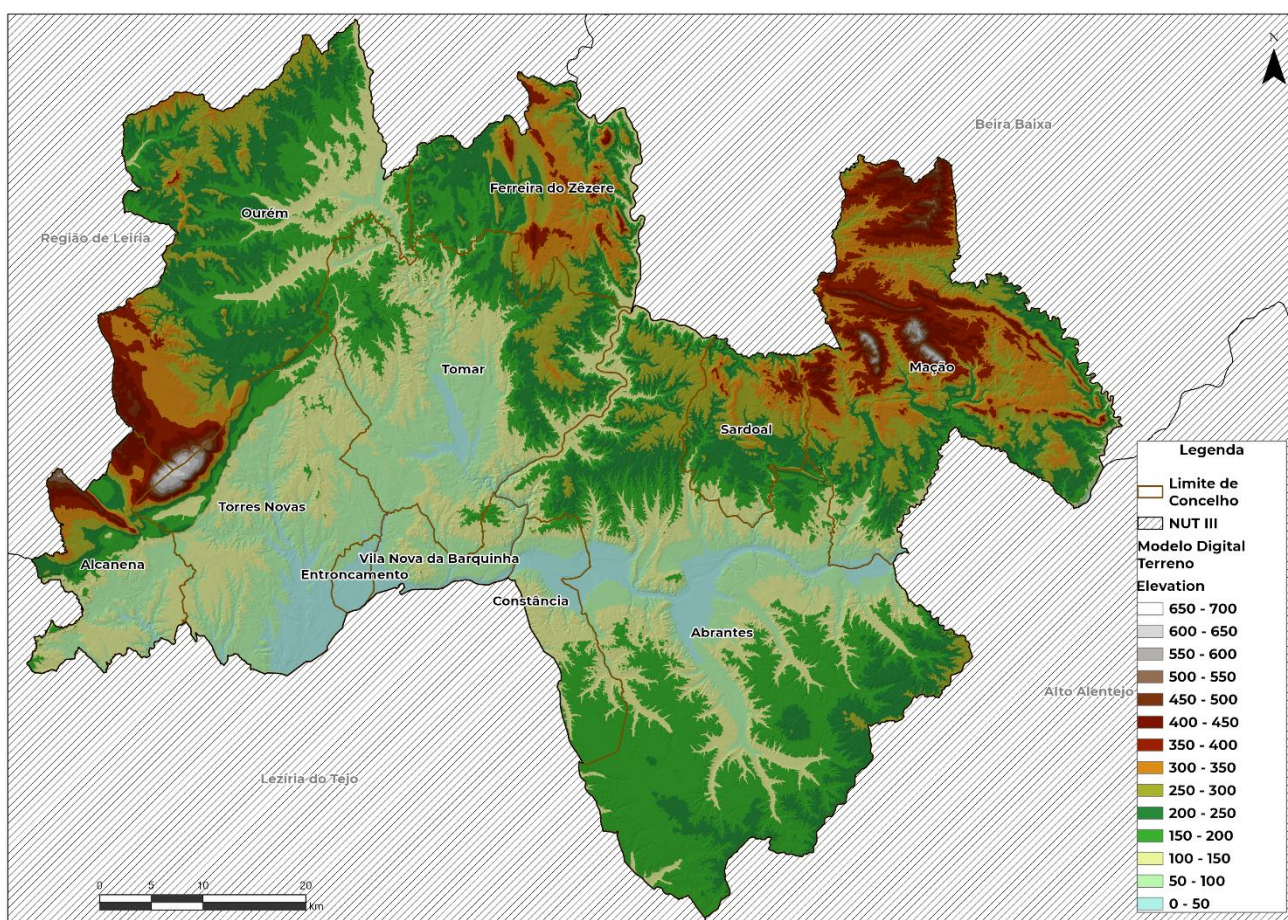 N
Beira Baixa
Ferreira do Zêzere
Ourém
Região de Leiria
Mação
Tomar
Sardoal
Torres Novas
Vila Nova da Barquinha
Alcanena
Entroncamento
Constância
Abrantes
Alto Alentejo
Lezíria do Tejo
Legenda
Limite de
Concelho
NUT III
Modelo Digital
Terreno
Elevation
650 - 700
600 - 650
550 - 600
500 - 550
450 - 500
400 - 450
350 - 400
300 - 350
250 - 300
200 - 250
150 - 200
100 - 150
50 - 100
0 - 50
0 5 10 20
km